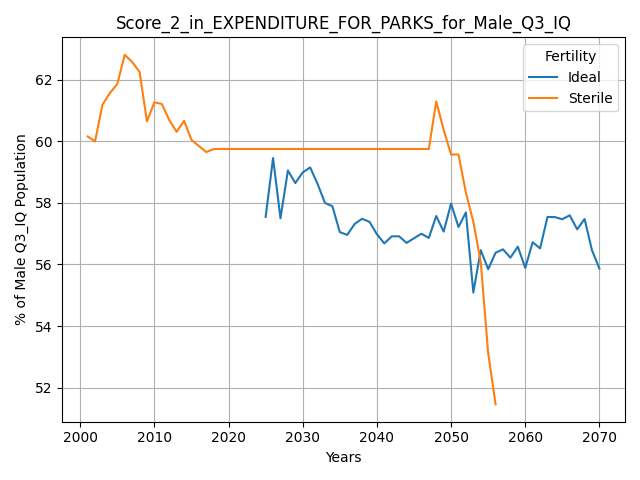 Score_2_in_EXPENDITURE_FOR_PARKS_for_Male_Q3_IQ
Fertility
Ideal
Sterile
% of Male Q3_IQ Population
62
60
58
56
54
52
2000 2010 2020 2030 2040 2050 2060 2070
Years